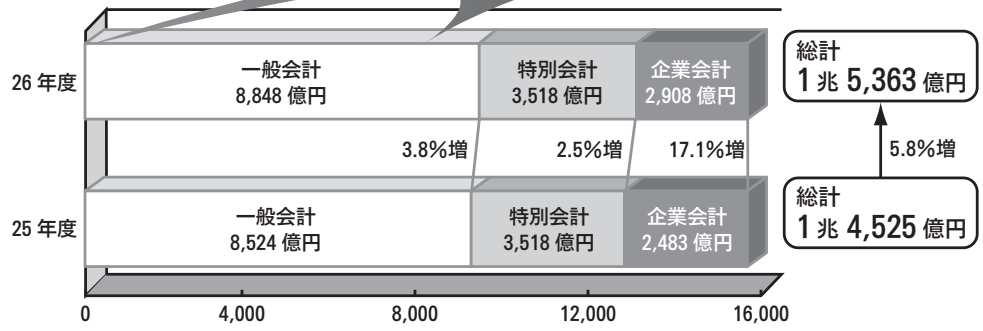 26 年度
一般会計
8,848 億円
特別会計
3,518 億円
企業会計
2,908 億円
総計
1 兆 5,363 億円
3.8%増
2.5%増
17.1%増
5.8%増
25 年度
一般会計
8,524 億円
特別会計
3,518 億円
企業会計
2,483 億円
総計
1 兆 4,525 億円
0
4,000
8,000
12,000
16,000